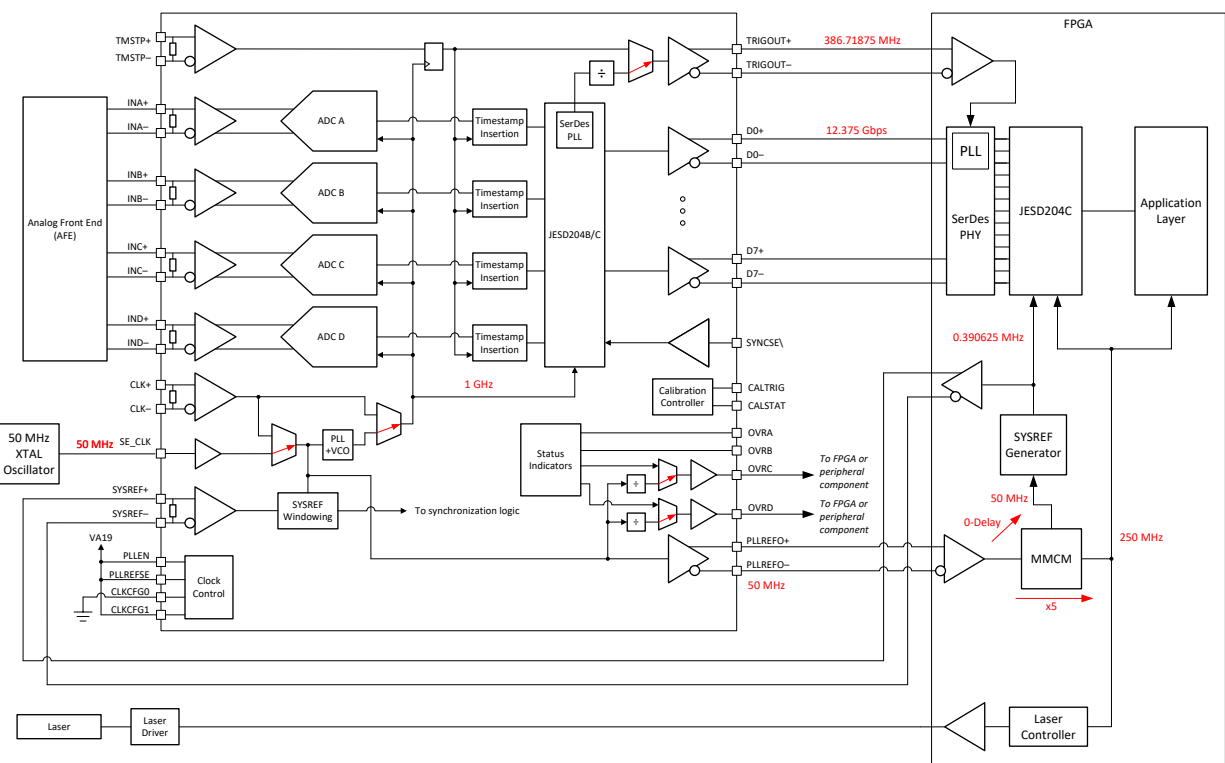 FPGA
TMSTP+
TMSTP–
TRIGOUT+
TRIGOUT–
386.71875 MHz
÷
Analog Front End
(AFE)
INA+
INA–
ADC A
Timestamp
Insertion
SerDes
PLL
D0+
D0–
12.375 Gbps
PLL
SerDes
PHY
JESD204C
Application
Layer
INB+
INB–
ADC B
Timestamp
Insertion
JESD204B/C
INC+
INC–
ADC C
Timestamp
Insertion
D7+
D7–
IND+
IND–
ADC D
Timestamp
Insertion
SYNCSE\
0.390625 MHz
CLK+
CLK–
1 GHz
Calibration
Controller
CALTRIG
CALSTAT
50 MHz
XTAL
Oscillator
50 MHz
SE_CLK
PLL
+VCO
Status
Indicators
OVRA
OVRB
OVRC
OVRD
÷
÷
To FPGA or
peripheral
component
To FPGA or
peripheral
component
SYSREF
Generator
SYSREF+
SYSREF–
SYSREF
Windowing
To synchronization logic
50 MHz
0-Delay
250 MHz
VA19
PLLEN
PLLREFSE
CLKCFG0
CLKCFG1
Clock
Control
PLLREFO+
PLLREFO–
50 MHz
MMCM
x5
Laser
Laser
Driver
Laser
Controller